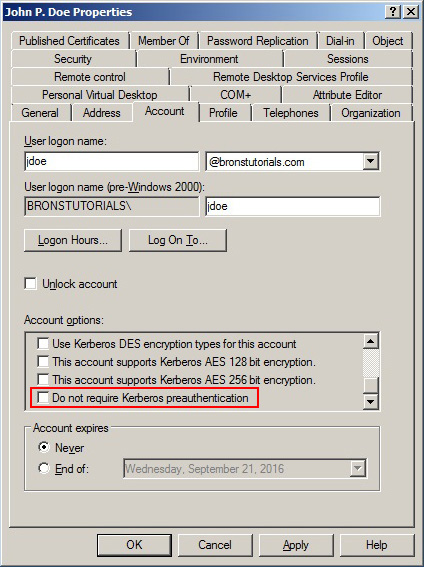 John P. Doe Properties
Published Certificates Member Of Password Replication Dial-in Object
Security Environment Sessions
Remote control Remote Desktop Services Profile
Personal Virtual Desktop COM+ Attribute Editor
General Address Account Profile Telephones Organization
User logon name:
jdoe @bronstutorials.com
User logon name (pre-Windows 2000):
BRONSTUTORIALS\ jdoe
Logon Hours... Log On To...
Unlock account
Account options:
Use Kerberos DES encryption types for this account
This account supports Kerberos AES 128 bit encryption.
This account supports Kerberos AES 256 bit encryption.
Do not require Kerberos preauthentication
Account expires
Never
End of: Wednesday, September 21, 2016
OK Cancel Apply Help